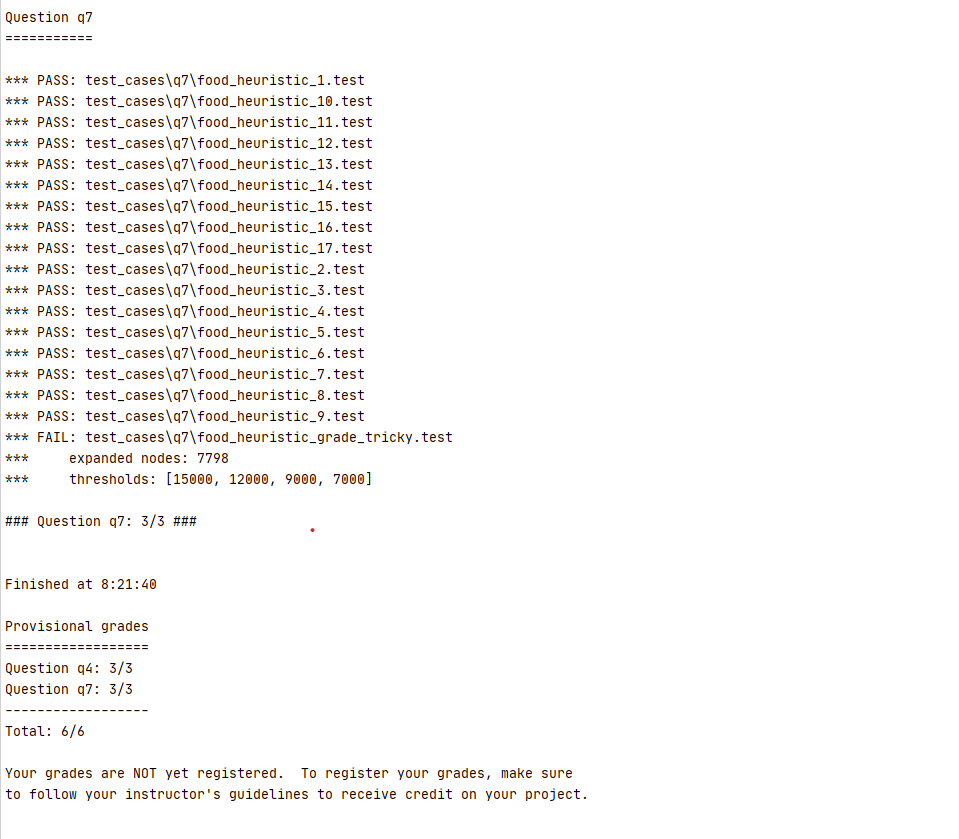 Question q7
===========
*** PASS: test_cases\q7\food_heuristic_1.test
*** PASS: test_cases\q7\food_heuristic_10.test
*** PASS: test_cases\q7\food_heuristic_11.test
*** PASS: test_cases\q7\food_heuristic_12.test
*** PASS: test_cases\q7\food_heuristic_13.test
*** PASS: test_cases\q7\food_heuristic_14.test
*** PASS: test_cases\q7\food_heuristic_15.test
*** PASS: test_cases\q7\food_heuristic_16.test
*** PASS: test_cases\q7\food_heuristic_17.test
*** PASS: test_cases\q7\food_heuristic_2.test
*** PASS: test_cases\q7\food_heuristic_3.test
*** PASS: test_cases\q7\food_heuristic_4.test
*** PASS: test_cases\q7\food_heuristic_5.test
*** PASS: test_cases\q7\food_heuristic_6.test
*** PASS: test_cases\q7\food_heuristic_7.test
*** PASS: test_cases\q7\food_heuristic_8.test
*** PASS: test_cases\q7\food_heuristic_9.test
*** FAIL: test_cases\q7\food_heuristic_grade_tricky.test
***     expanded nodes: 7798
***     thresholds: [15000, 12000, 9000, 7000]
### Question q7: 3/3 ###
Finished at 8:21:40
Provisional grades
==================
Question q4: 3/3
Question q7: 3/3
------------------
Total: 6/6
Your grades are NOT yet registered.  To register your grades, make sure
to follow your instructor's guidelines to receive credit on your project.